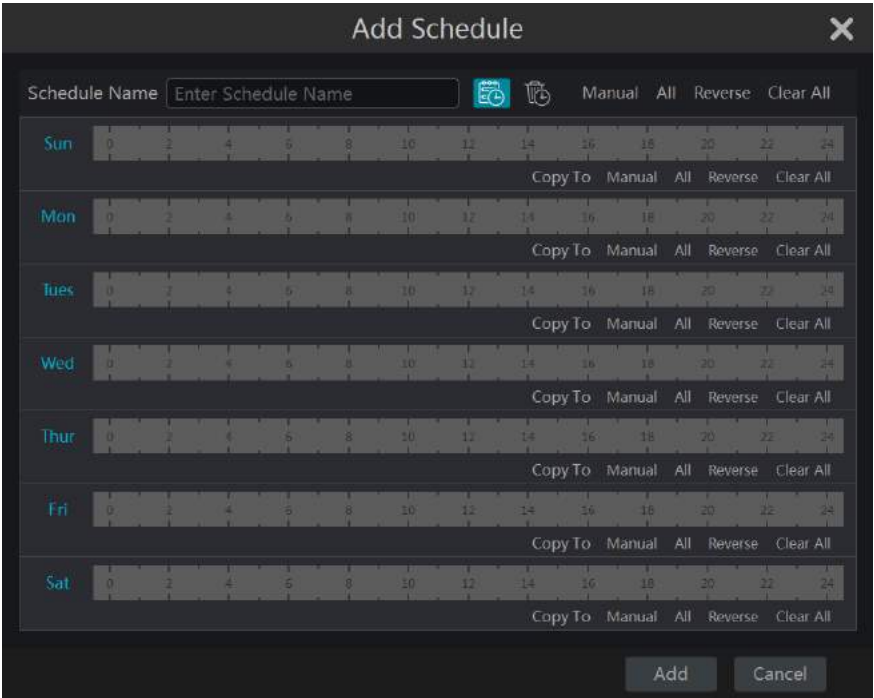 Add Schedule
Schedule Name Enter Schedule Name Manual All Reverse Clear All
Sun 0 2 4 6 8 10 12 14 16 18 20 22 24
Copy To Manual All Reverse Clear All
Mon 0 2 4 6 8 10 12 14 16 18 20 22 24
Copy To Manual All Reverse Clear All
Tues 0 2 4 6 8 10 12 14 16 18 20 22 24
Copy To Manual All Reverse Clear All
Wed 0 2 4 6 8 10 12 14 16 18 20 22 24
Copy To Manual All Reverse Clear All
Thur 0 2 4 6 8 10 12 14 16 18 20 22 24
Copy To Manual All Reverse Clear All
Fri 0 2 4 6 8 10 12 14 16 18 20 22 24
Copy To Manual All Reverse Clear All
Sat 0 2 4 6 8 10 12 14 16 18 20 22 24
Copy To Manual All Reverse Clear All
Add Cancel